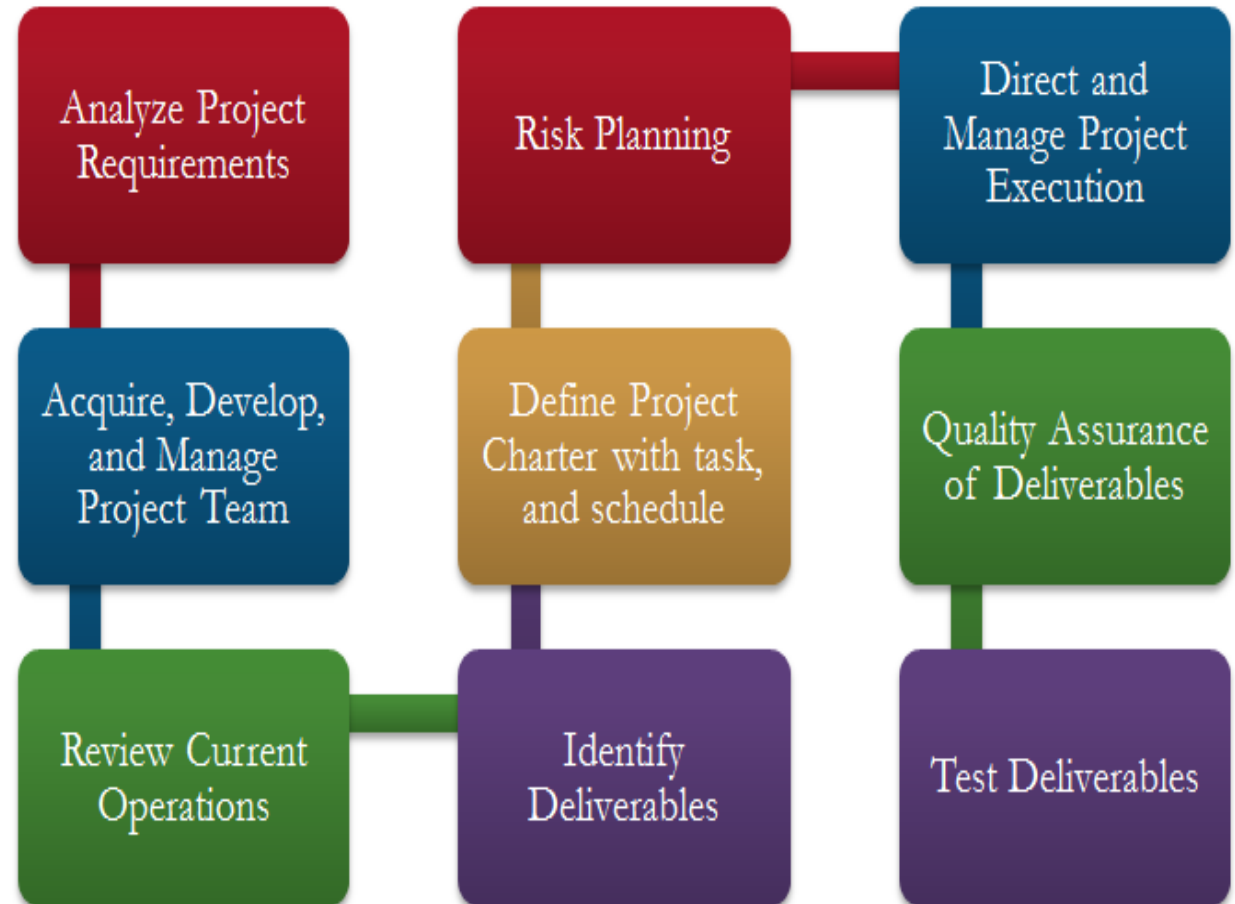 Analyze Project
Requirements
Acquire, Develop,
and Manage
Project Team
Review Current
Operations
Identify
Deliverables
Define Project
Charter with task,
and schedule
Risk Planning
Direct and
Manage Project
Execution
Quality Assurance
of Deliverables
Test Deliverables